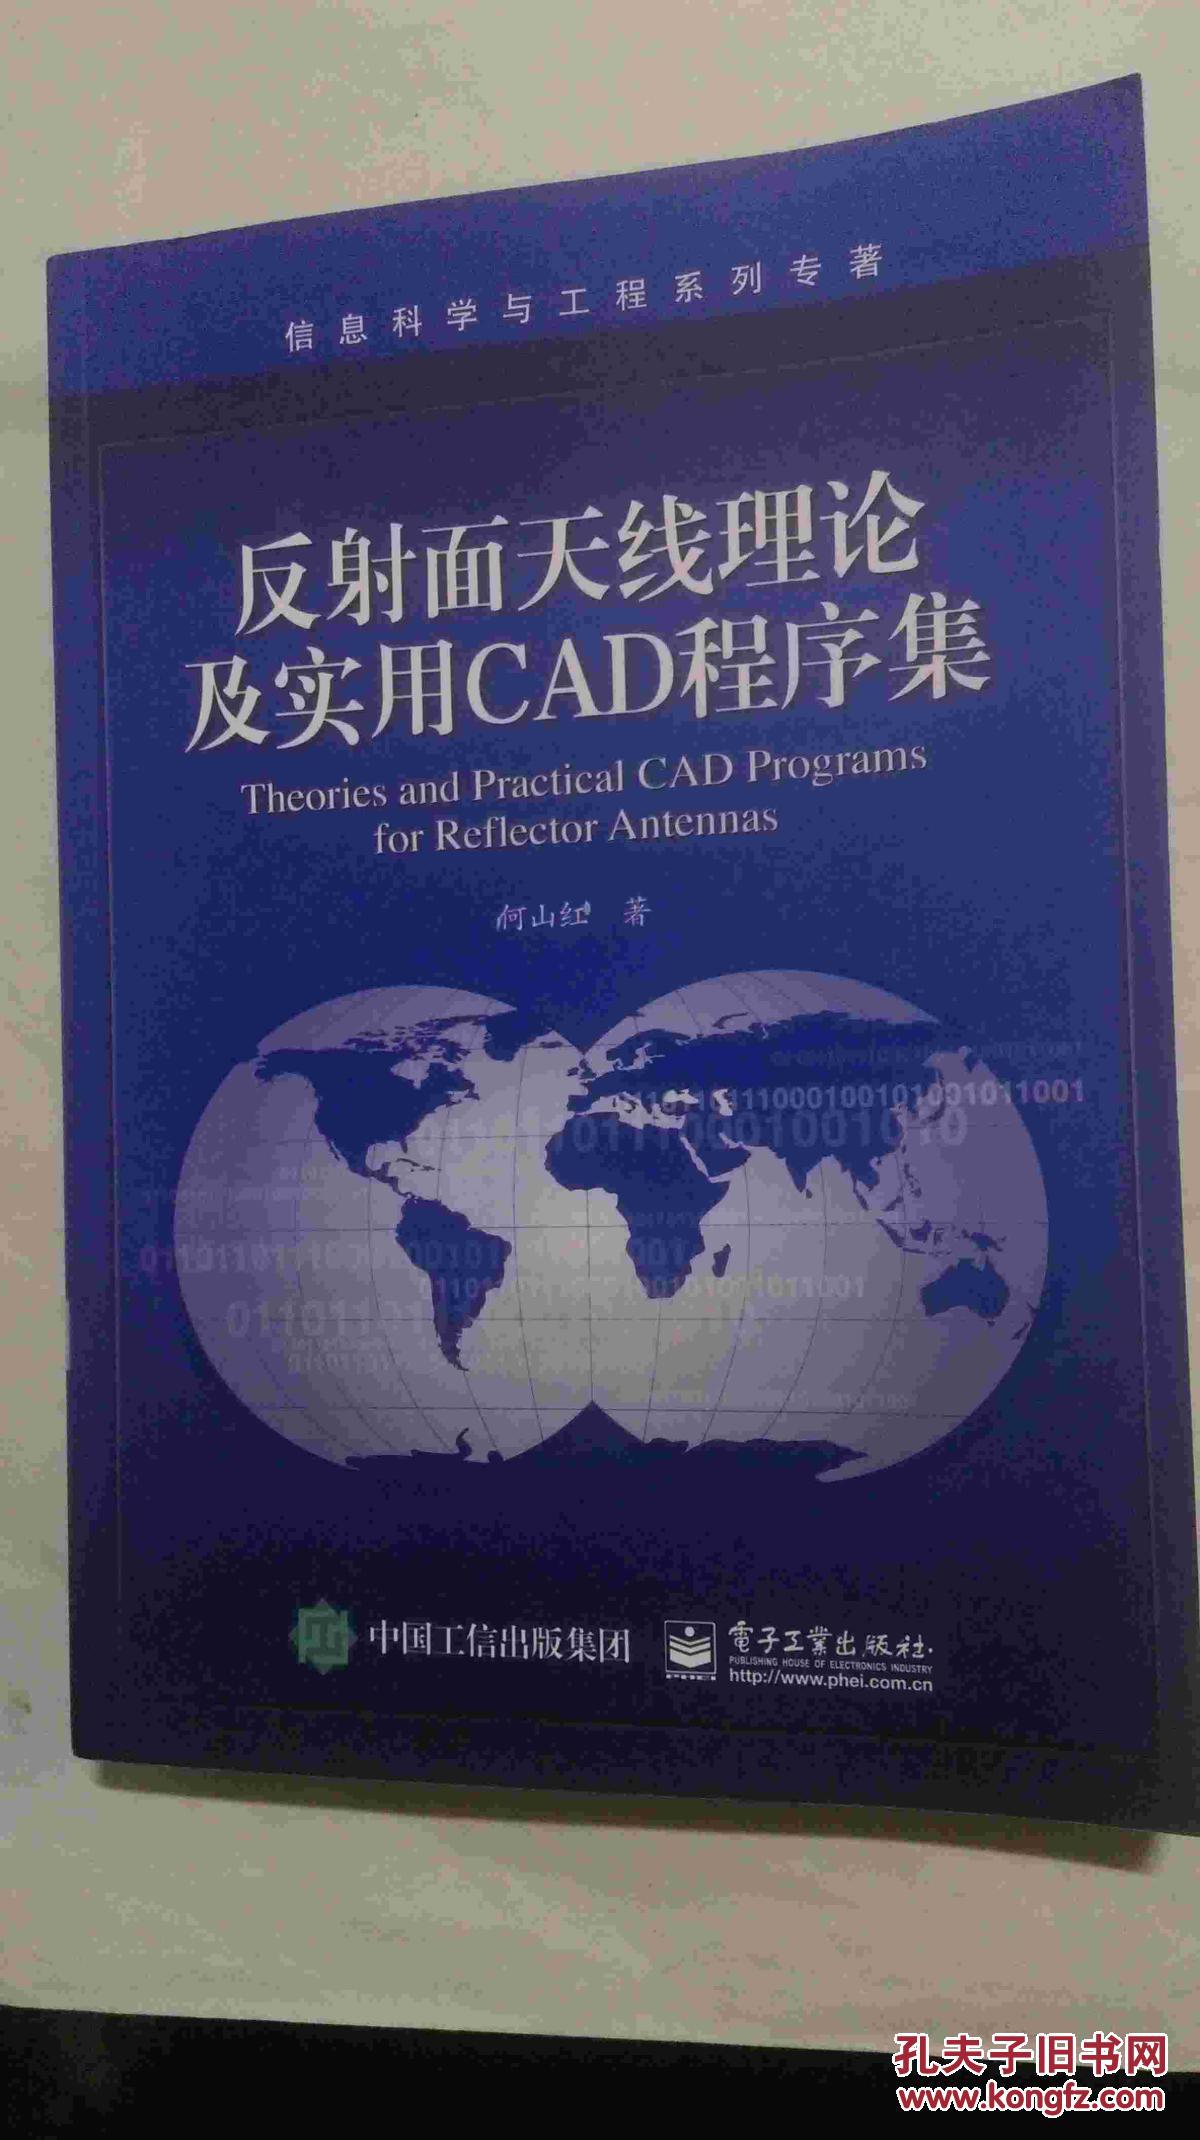 信息科学与工程系列专著
反射面天线理论
及实用CAD程序集
Theories and Practical CAD Programs
for Reflector Antennas
何山红 著
01101101
中国工信出版集团
PHEI
電子工業出版社.
PUBLISHING HOUSE OF ELECTRONICS INDUSTRY
http://www.phei.com.cn
孔夫子旧书网
www.kongfz.com